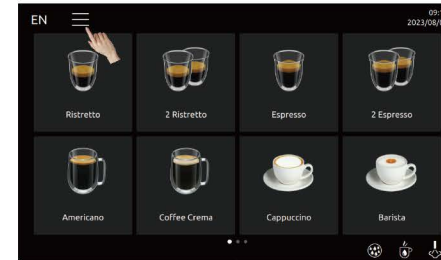 EN
Ristretto
2 Ristretto
Espresso
2 Espresso
Americano
Coffee Crema
Cappuccino
Barista